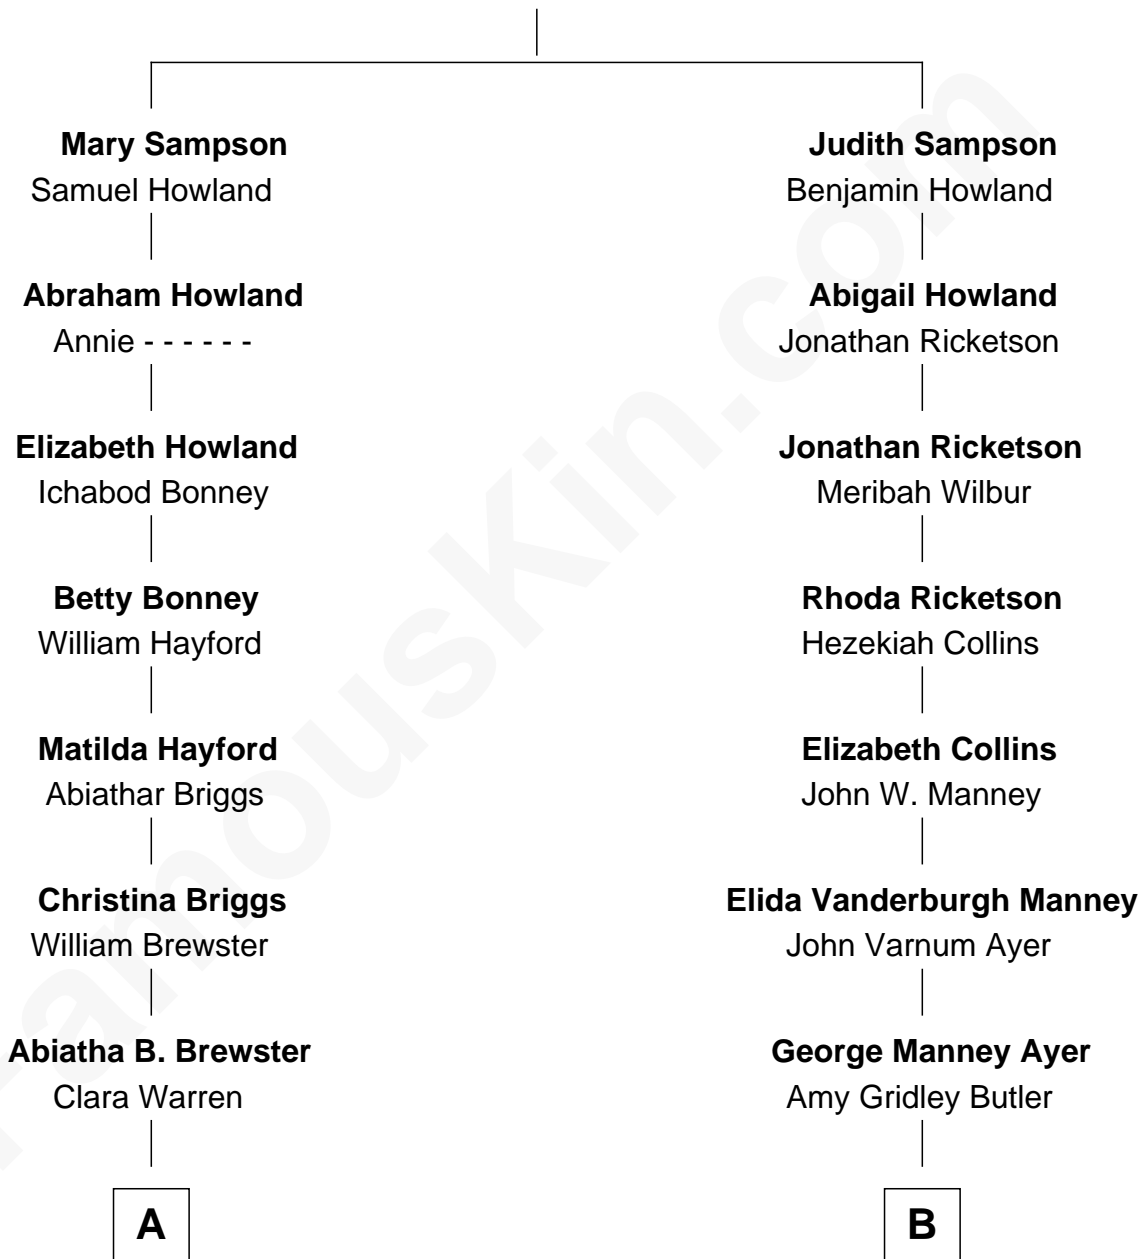 Mary Sampson
Samuel Howland
Abraham Howland
Annie - - - - - -
Elizabeth Howland
Ichabod Bonney
Betty Bonney
William Hayford
Matilda Hayford
Abiathar Briggs
Christina Briggs
William Brewster
Abiatha B. Brewster
Clara Warren
A
Judith Sampson
Benjamin Howland
Abigail Howland
Jonathan Ricketson
Jonathan Ricketson
Meribah Wilbur
Rhoda Ricketson
Hezekiah Collins
Elizabeth Collins
John W. Manney
Elida Vanderburgh Manney
John Varnum Ayer
George Manney Ayer
Amy Gridley Butler
B
FamousKin.com